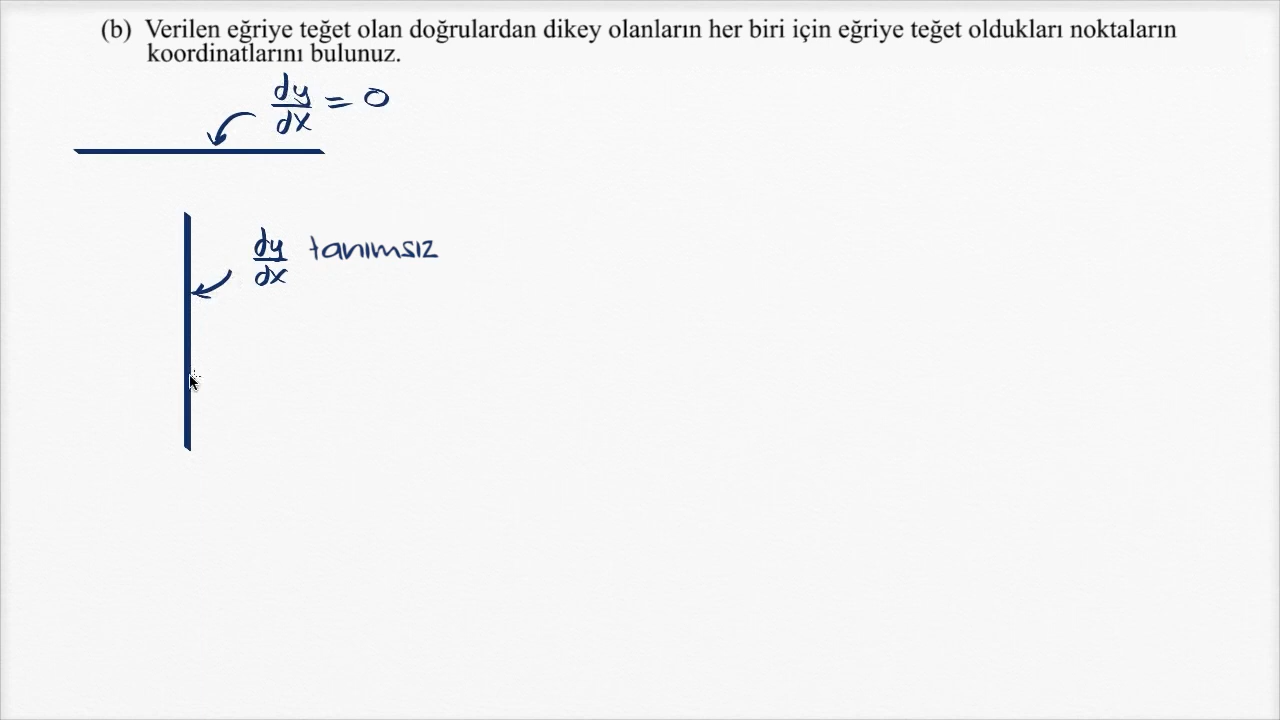 (b) Verilen eğriye teğet olan doğrulardan dikey olanların her biri için eğriye teğet oldukları noktaların
koordinatlarını bulunuz.
dy/dx = 0
dy/dx tanımsız